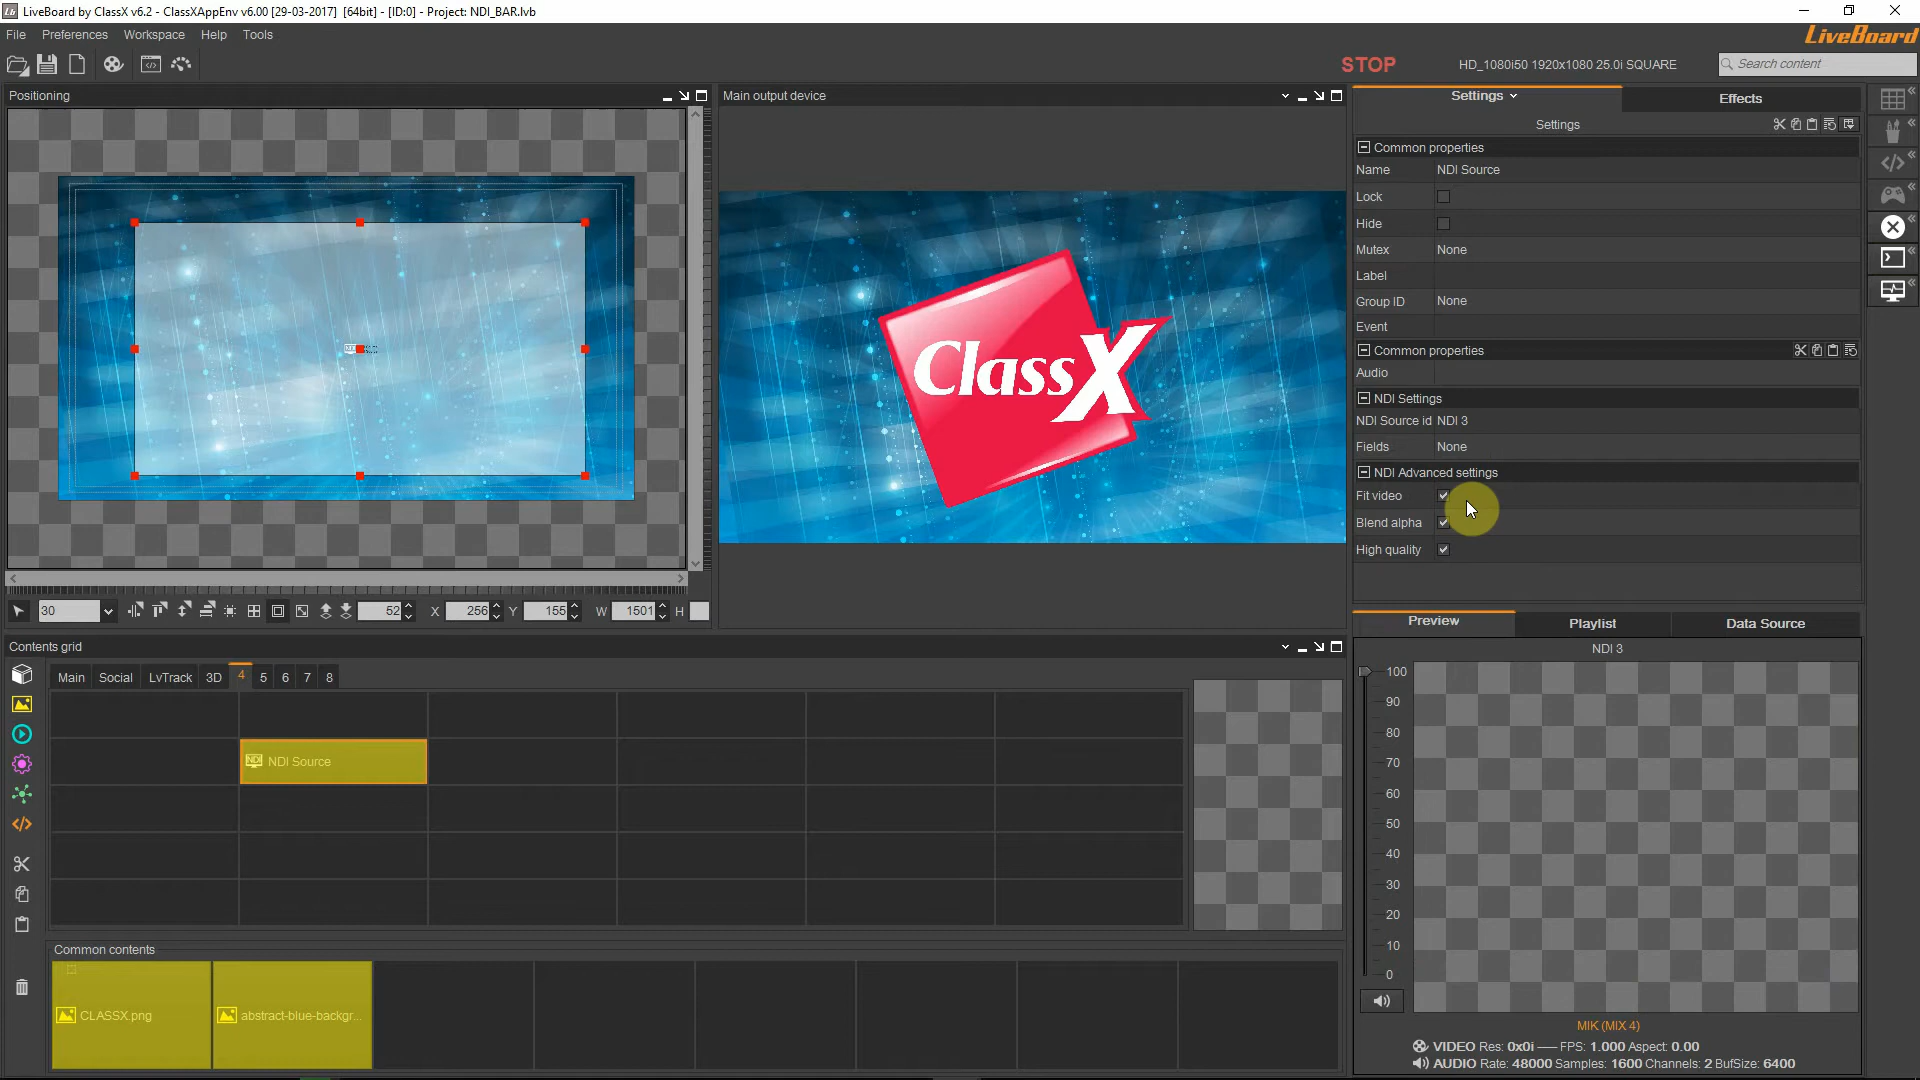 LiveBoard by ClassX v6.2 - ClassXAppEnv v6.00 [29-03-2017] [64bit] - [ID:0] - Project: NDI_BAR.lvb
File Preferences Workspace Help Tools
LiveBoard
STOP
HD_1080i50 1920x1080 25.0i SQUARE
Search content
Positioning
Main output device
Settings
Effects
Settings
Common properties
Name NDI Source
Lock
Hide
Mutex None
Label
Group ID None
Event
Common properties
Audio
NDI Settings
NDI Source id NDI 3
Fields None
NDI Advanced settings
Fit video
Blend alpha
High quality
ClassX
30
52
X 256
Y 155
W 1501
H
Preview
Playlist
Data Source
NDI 3
100
90
80
70
60
50
40
30
20
10
0
MIK (MIX 4)
VIDEO Res: 0x0i ---- FPS: 1.000 Aspect: 0.00
AUDIO Rate: 48000 Samples: 1600 Channels: 2 BufSize: 6400
Contents grid
Main Social LvTrack 3D 4 5 6 7 8
NDI NDI Source
Common contents
CLASSX.png
abstract-blue-backgr...